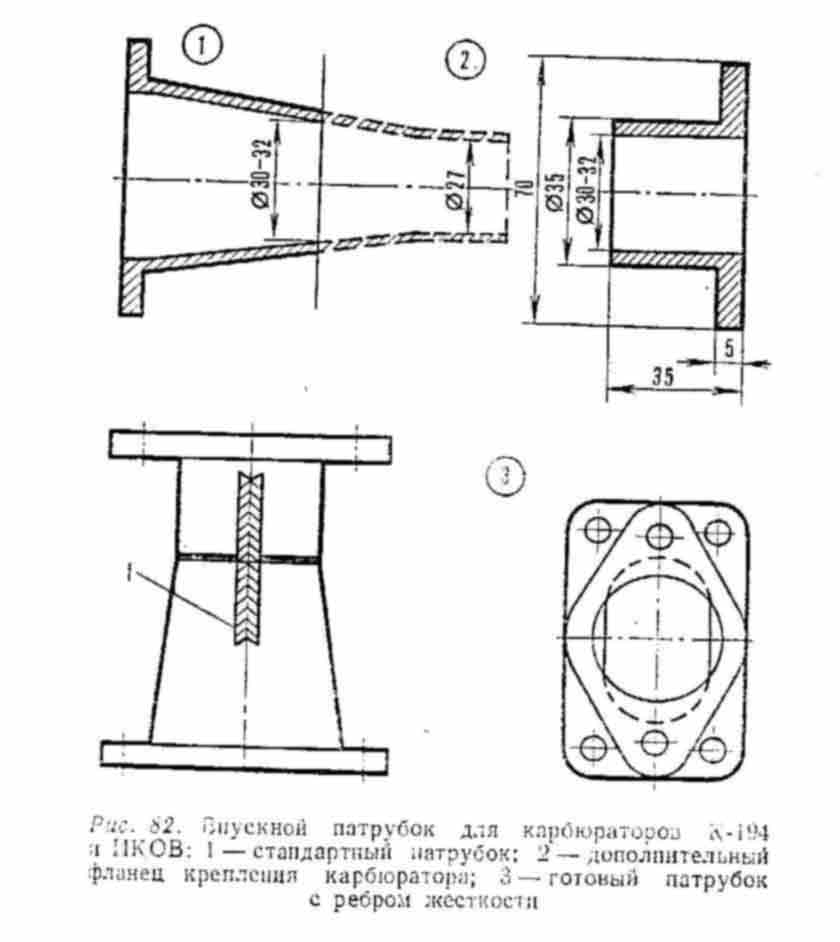 1
2.
Ø30-32
Ø27
70
Ø35
Ø30-32
5
35
3
1
Рис. 82. Впускной патрубок для карбюраторов К-194
и ИКОВ: 1 — стандартный патрубок; 2 — дополнительный
фланец крепления карбюратора; 3 — готовый патрубок
с ребром жесткости